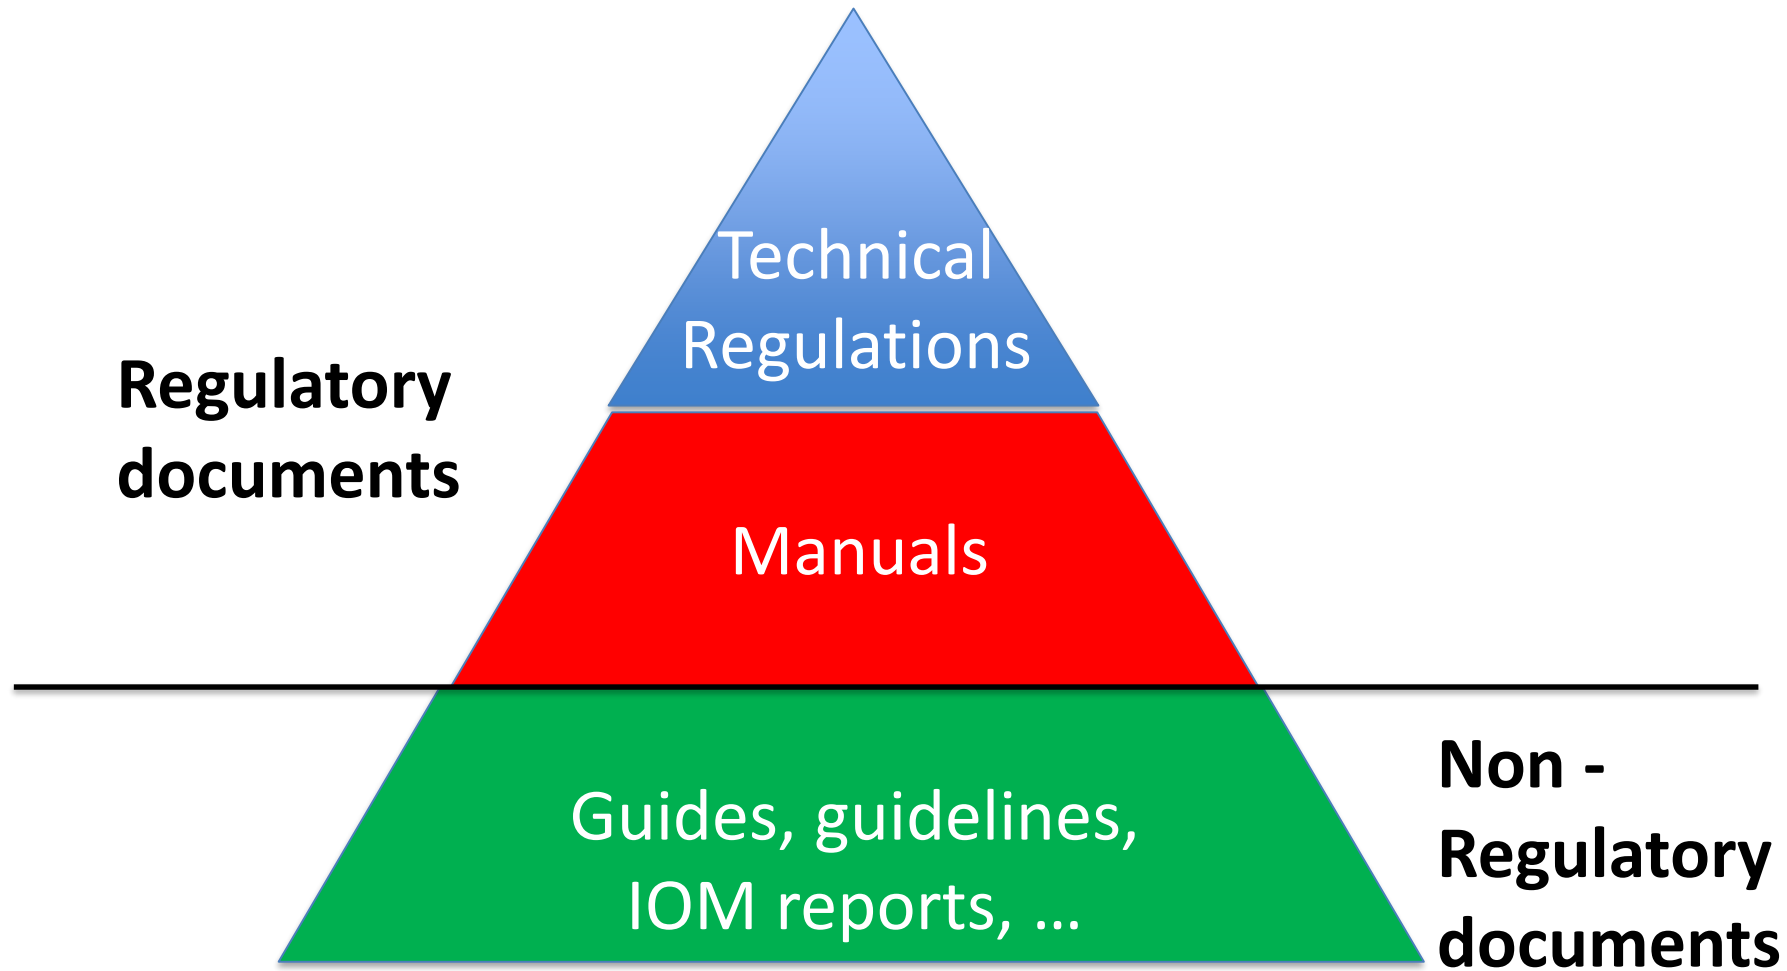 Technical
Regulations
Regulatory
documents
Manuals
Non -
Regulatory
documents
Guides, guidelines,
IOM reports, ...